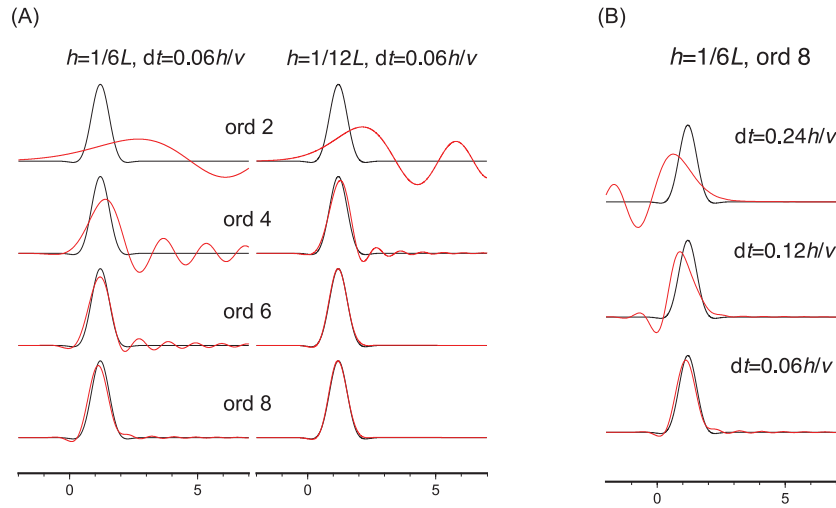 (A)
h=1/6L, dt=0.06h/v
h=1/12L, dt=0.06h/v
ord 2
ord 4
ord 6
ord 8
0
5
0
5
(B)
h=1/6L, ord 8
dt=0.24h/v
dt=0.12h/v
dt=0.06h/v
0
5